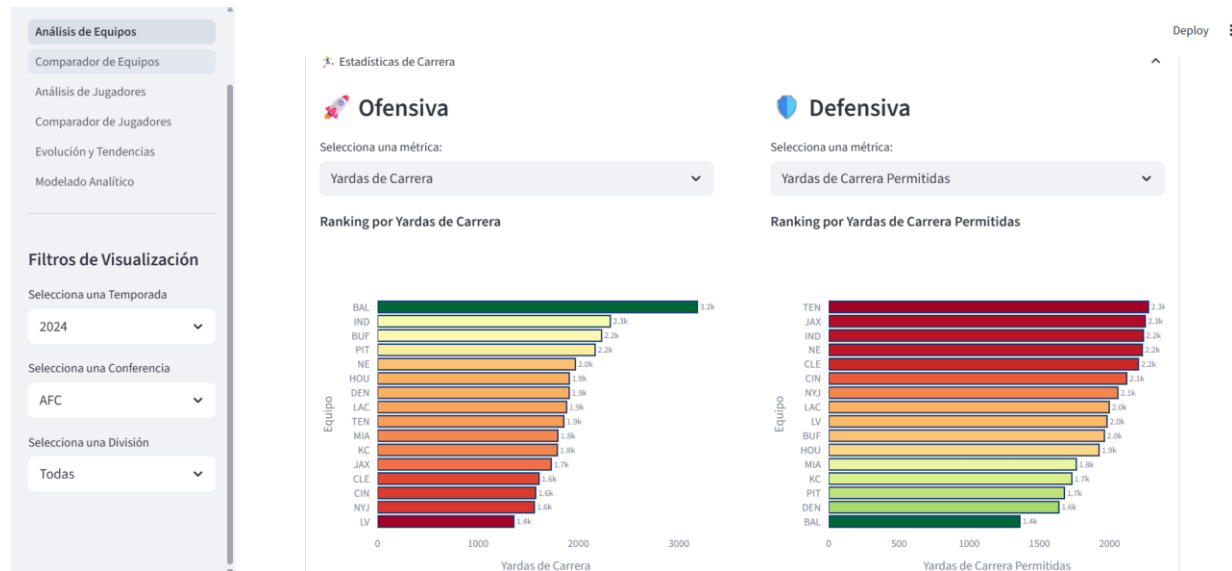 Análisis de Equipos
Comparador de Equipos
Análisis de Jugadores
Comparador de Jugadores
Evolución y Tendencias
Modelado Analítico
Filtros de Visualización
Selecciona una Temporada
2024
Selecciona una Conferencia
AFC
Selecciona una División
Todas
Deploy
Estadísticas de Carrera
Ofensiva
Selecciona una métrica:
Yardas de Carrera
Ranking por Yardas de Carrera
Equipo
BAL 3.2k
IND 2.3k
BUF 2.2k
PIT 2.2k
NE 2.0k
HOU 1.9k
DEN 1.9k
LAC 1.9k
TEN 1.9k
MIA 1.8k
KC 1.8k
JAX 1.7k
CLE 1.6k
CIN 1.6k
NYJ 1.6k
LV 1.4k
0 1000 2000 3000
Yardas de Carrera
Defensiva
Selecciona una métrica:
Yardas de Carrera Permitidas
Ranking por Yardas de Carrera Permitidas
Equipo
TEN 2.3k
JAX 2.3k
IND 2.2k
NE 2.2k
CLE 2.2k
CIN 2.1k
NYJ 2.1k
LAC 2.0k
LV 2.0k
BUF 2.0k
HOU 1.9k
MIA 1.8k
KC 1.7k
PIT 1.7k
DEN 1.6k
BAL 1.4k
0 500 1000 1500 2000
Yardas de Carrera Permitidas